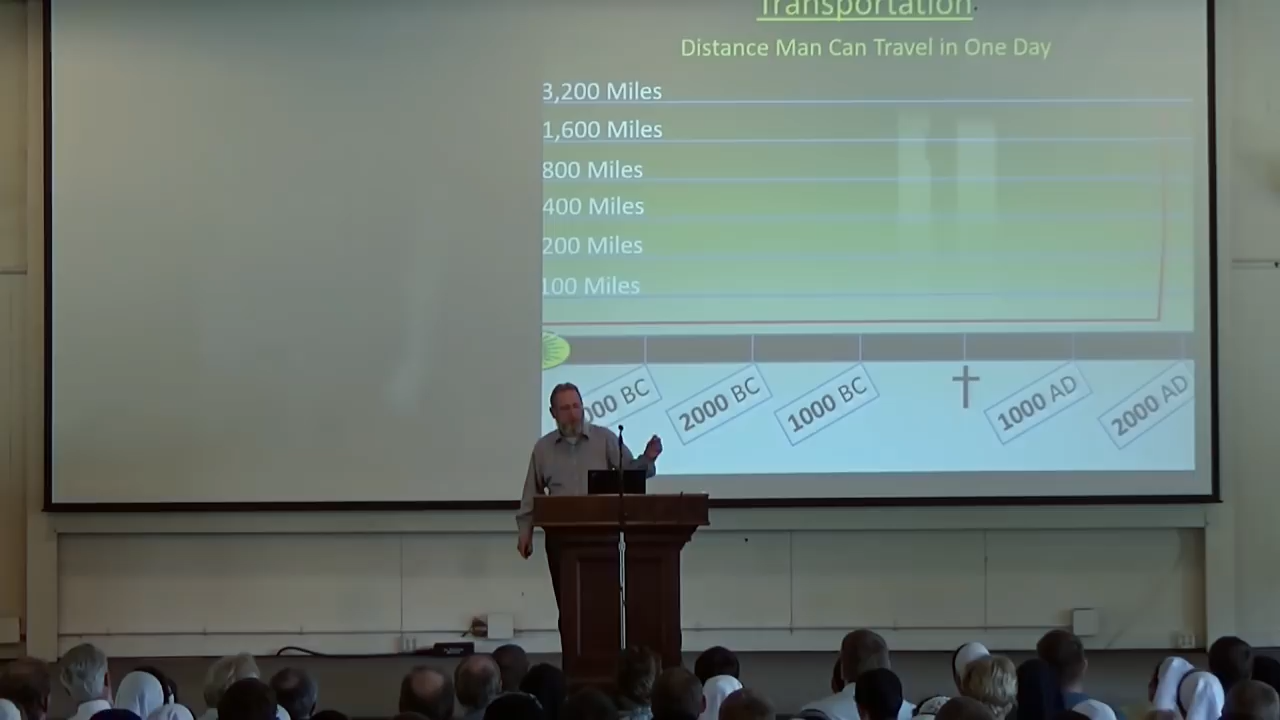 Transportation.
Distance Man Can Travel in One Day
3,200 Miles
1,600 Miles
800 Miles
400 Miles
200 Miles
100 Miles
000 BC
2000 BC
1000 BC
1000 AD
2000 AD